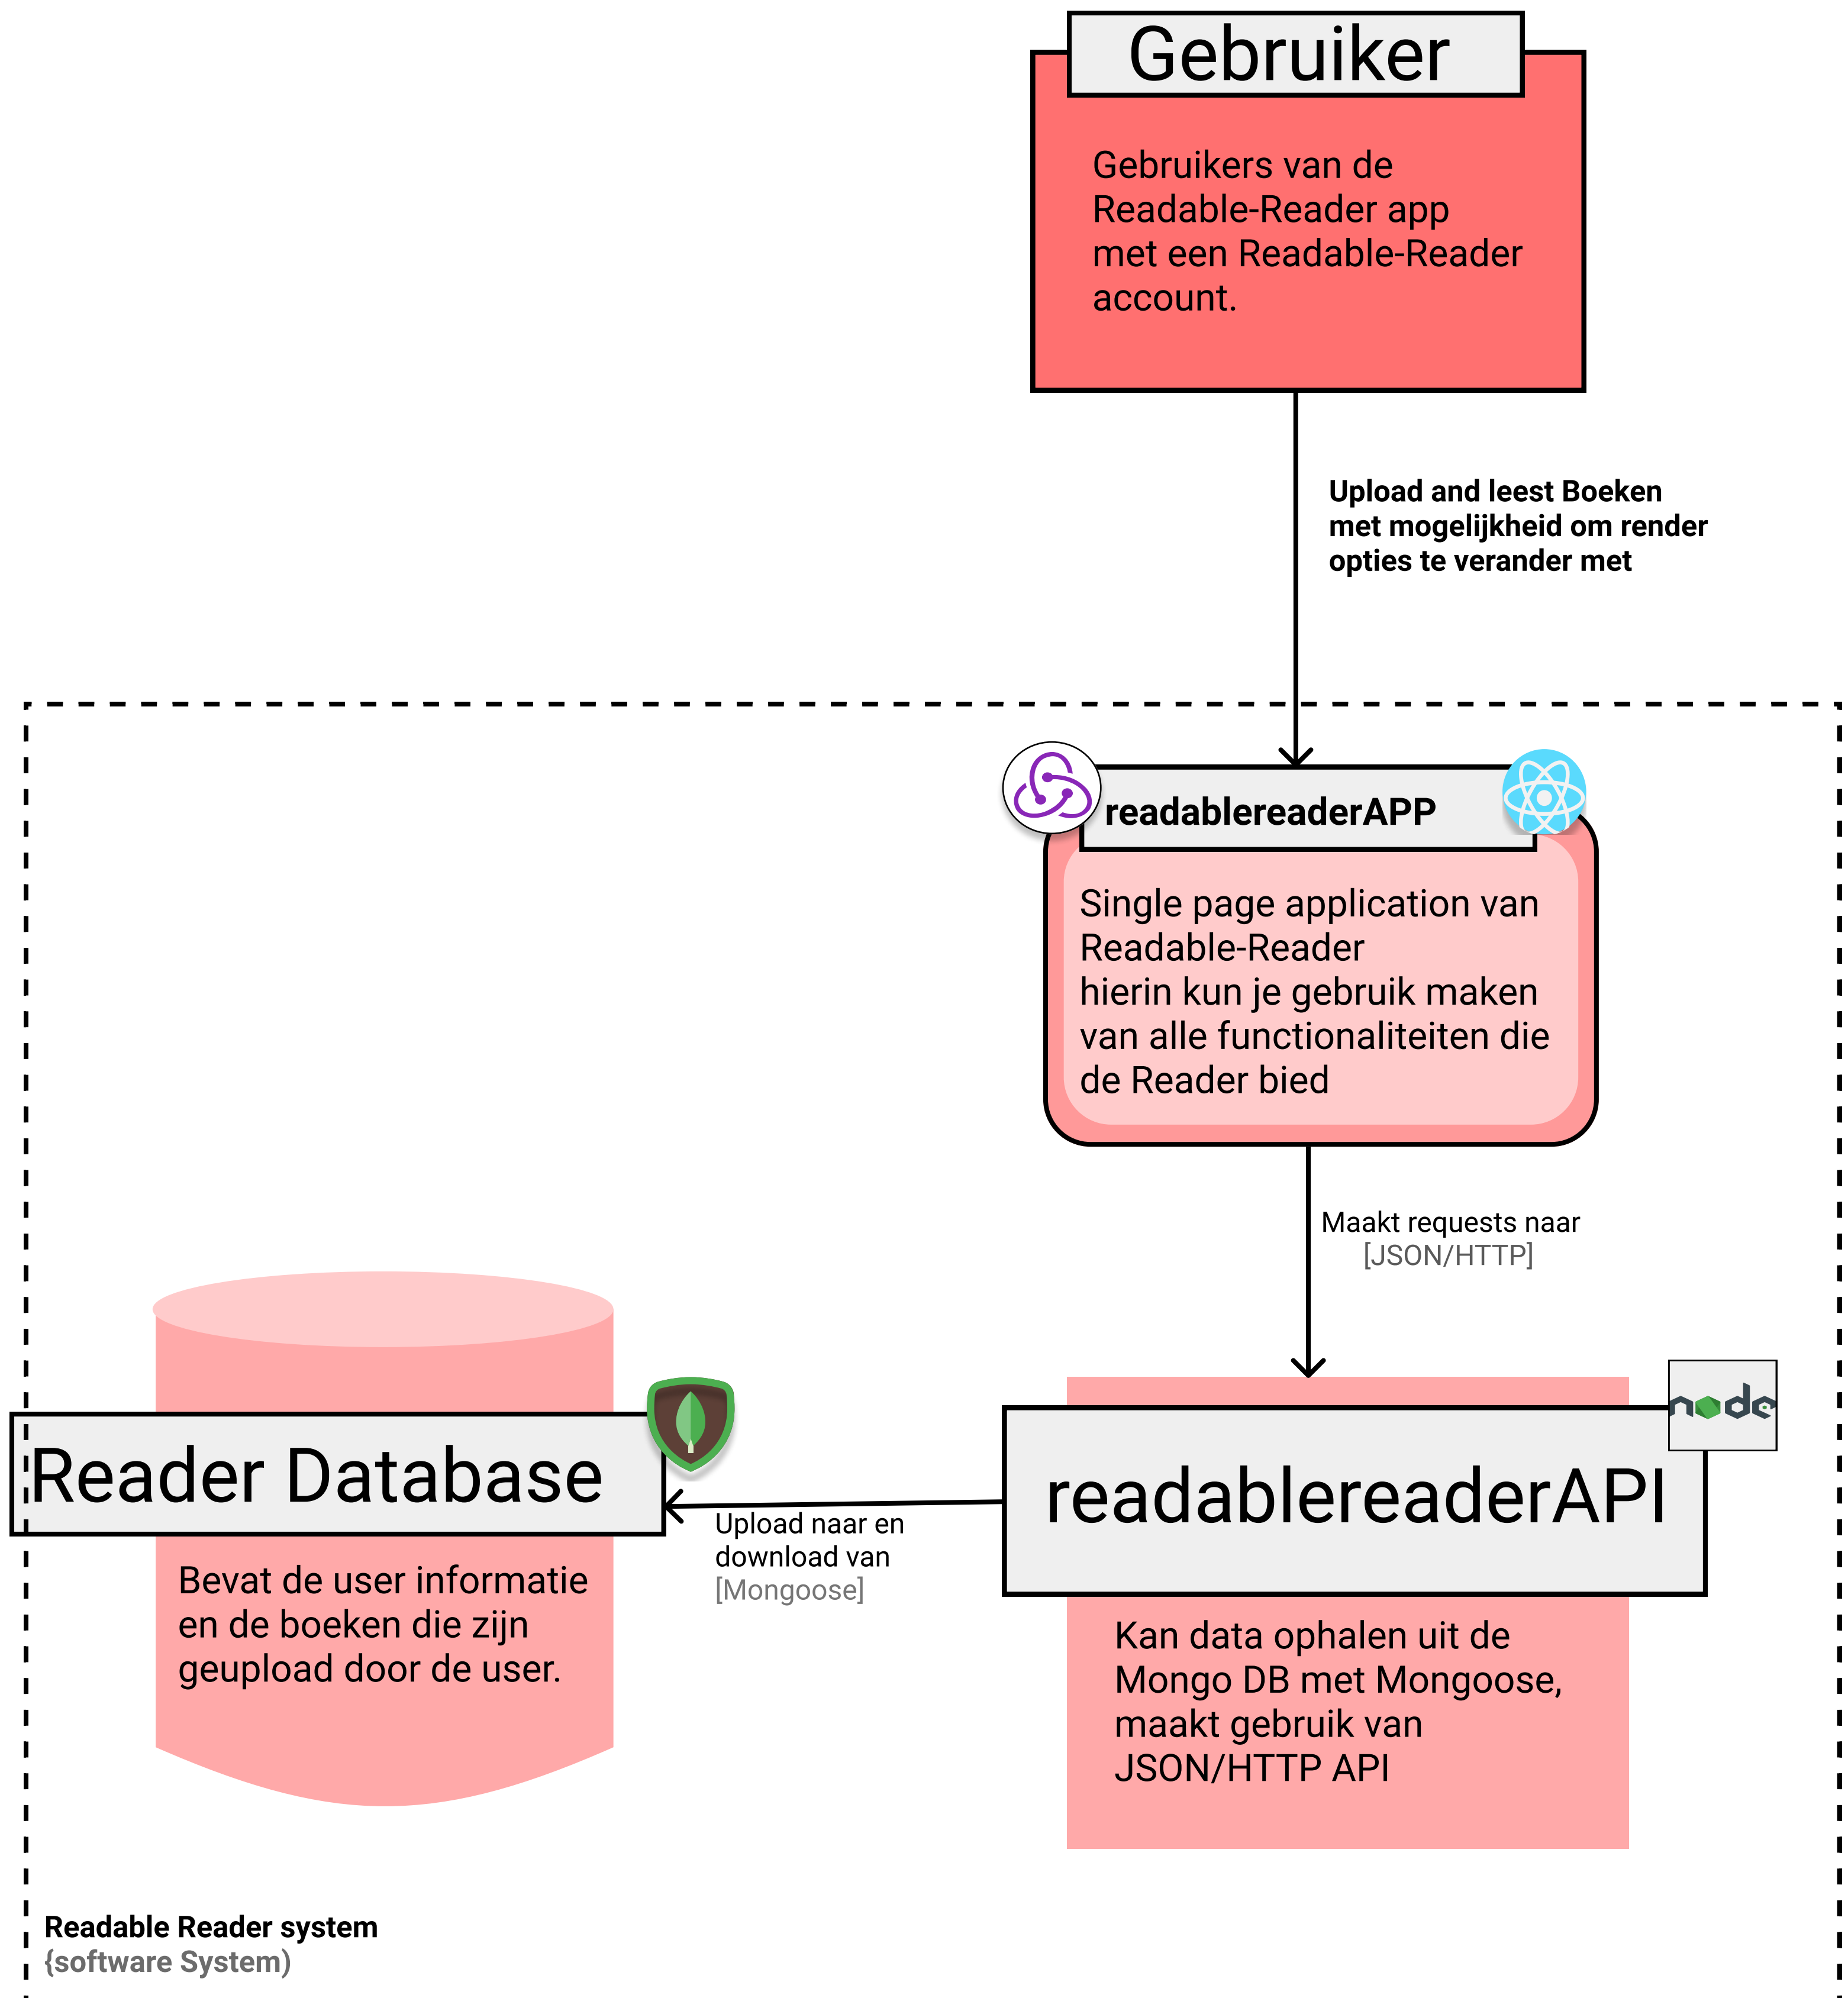 Gebruiker
Gebruikers van de
Readable-Reader app
met een Readable-Reader
account.
Upload and leest Boeken
met mogelijkheid om render
opties te verander met
readablereaderAPP
Single page application van
Readable-Reader
hierin kun je gebruik maken
van alle functionaliteiten die
de Reader bied
Maakt requests naar
[JSON/HTTP]
node
readablereaderAPI
Kan data ophalen uit de
Mongo DB met Mongoose,
maakt gebruik van
JSON/HTTP API
Upload naar en
download van
[Mongoose]
Reader Database
Bevat de user informatie
en de boeken die zijn
geupload door de user.
Readable Reader system
{software System)